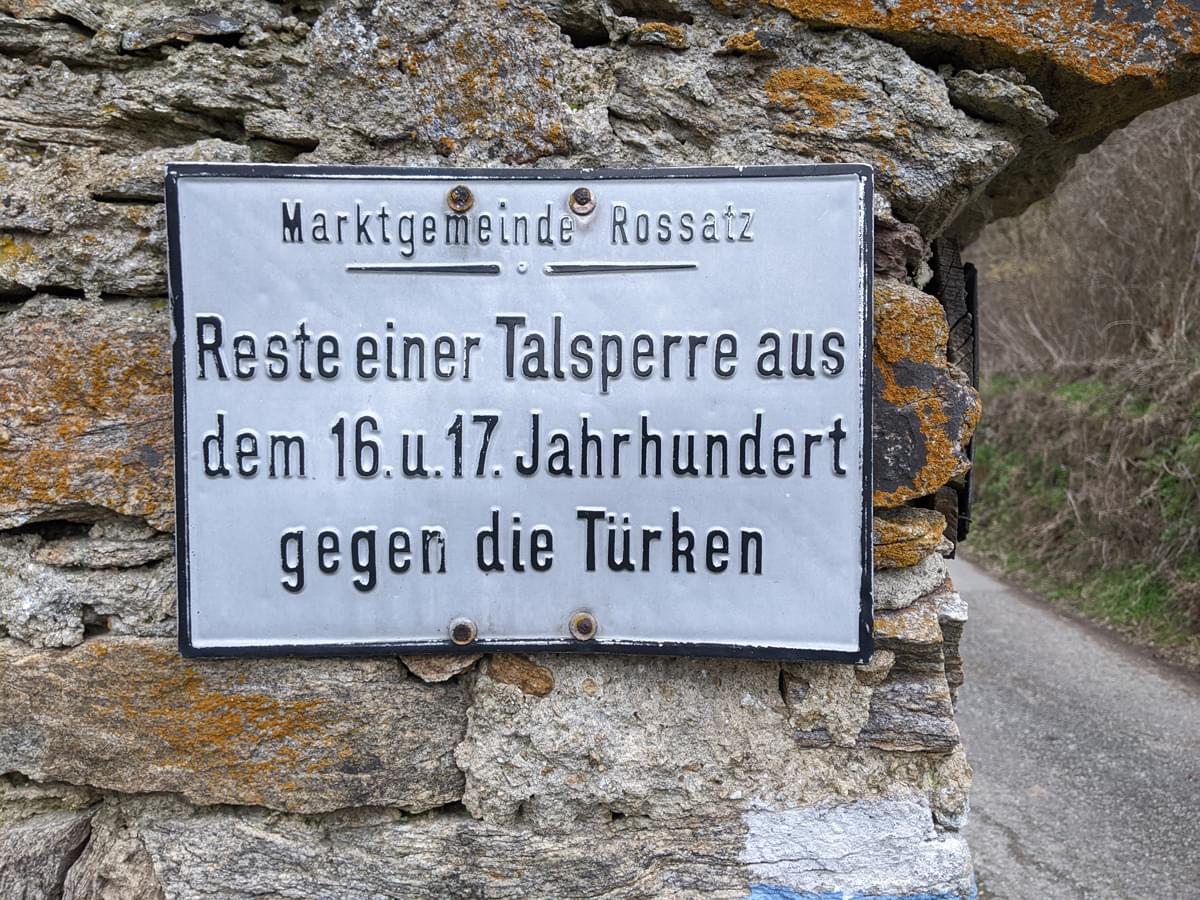 Marktgemeinde Rossatz
Reste einer Talsperre aus
dem 16. u. 17. Jahrhundert
gegen die Türken